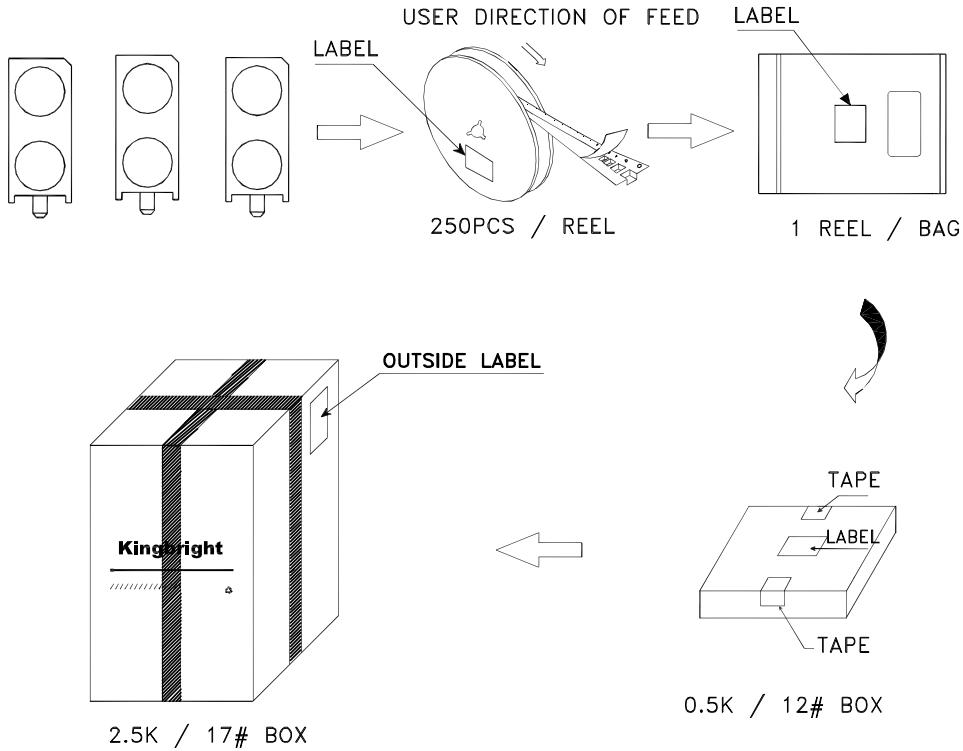 USER DIRECTION OF FEED
LABEL
LABEL
250PCS / REEL
1 REEL / BAG
OUTSIDE LABEL
TAPE
LABEL
TAPE
Kingbright
0.5K / 12# BOX
2.5K / 17# BOX